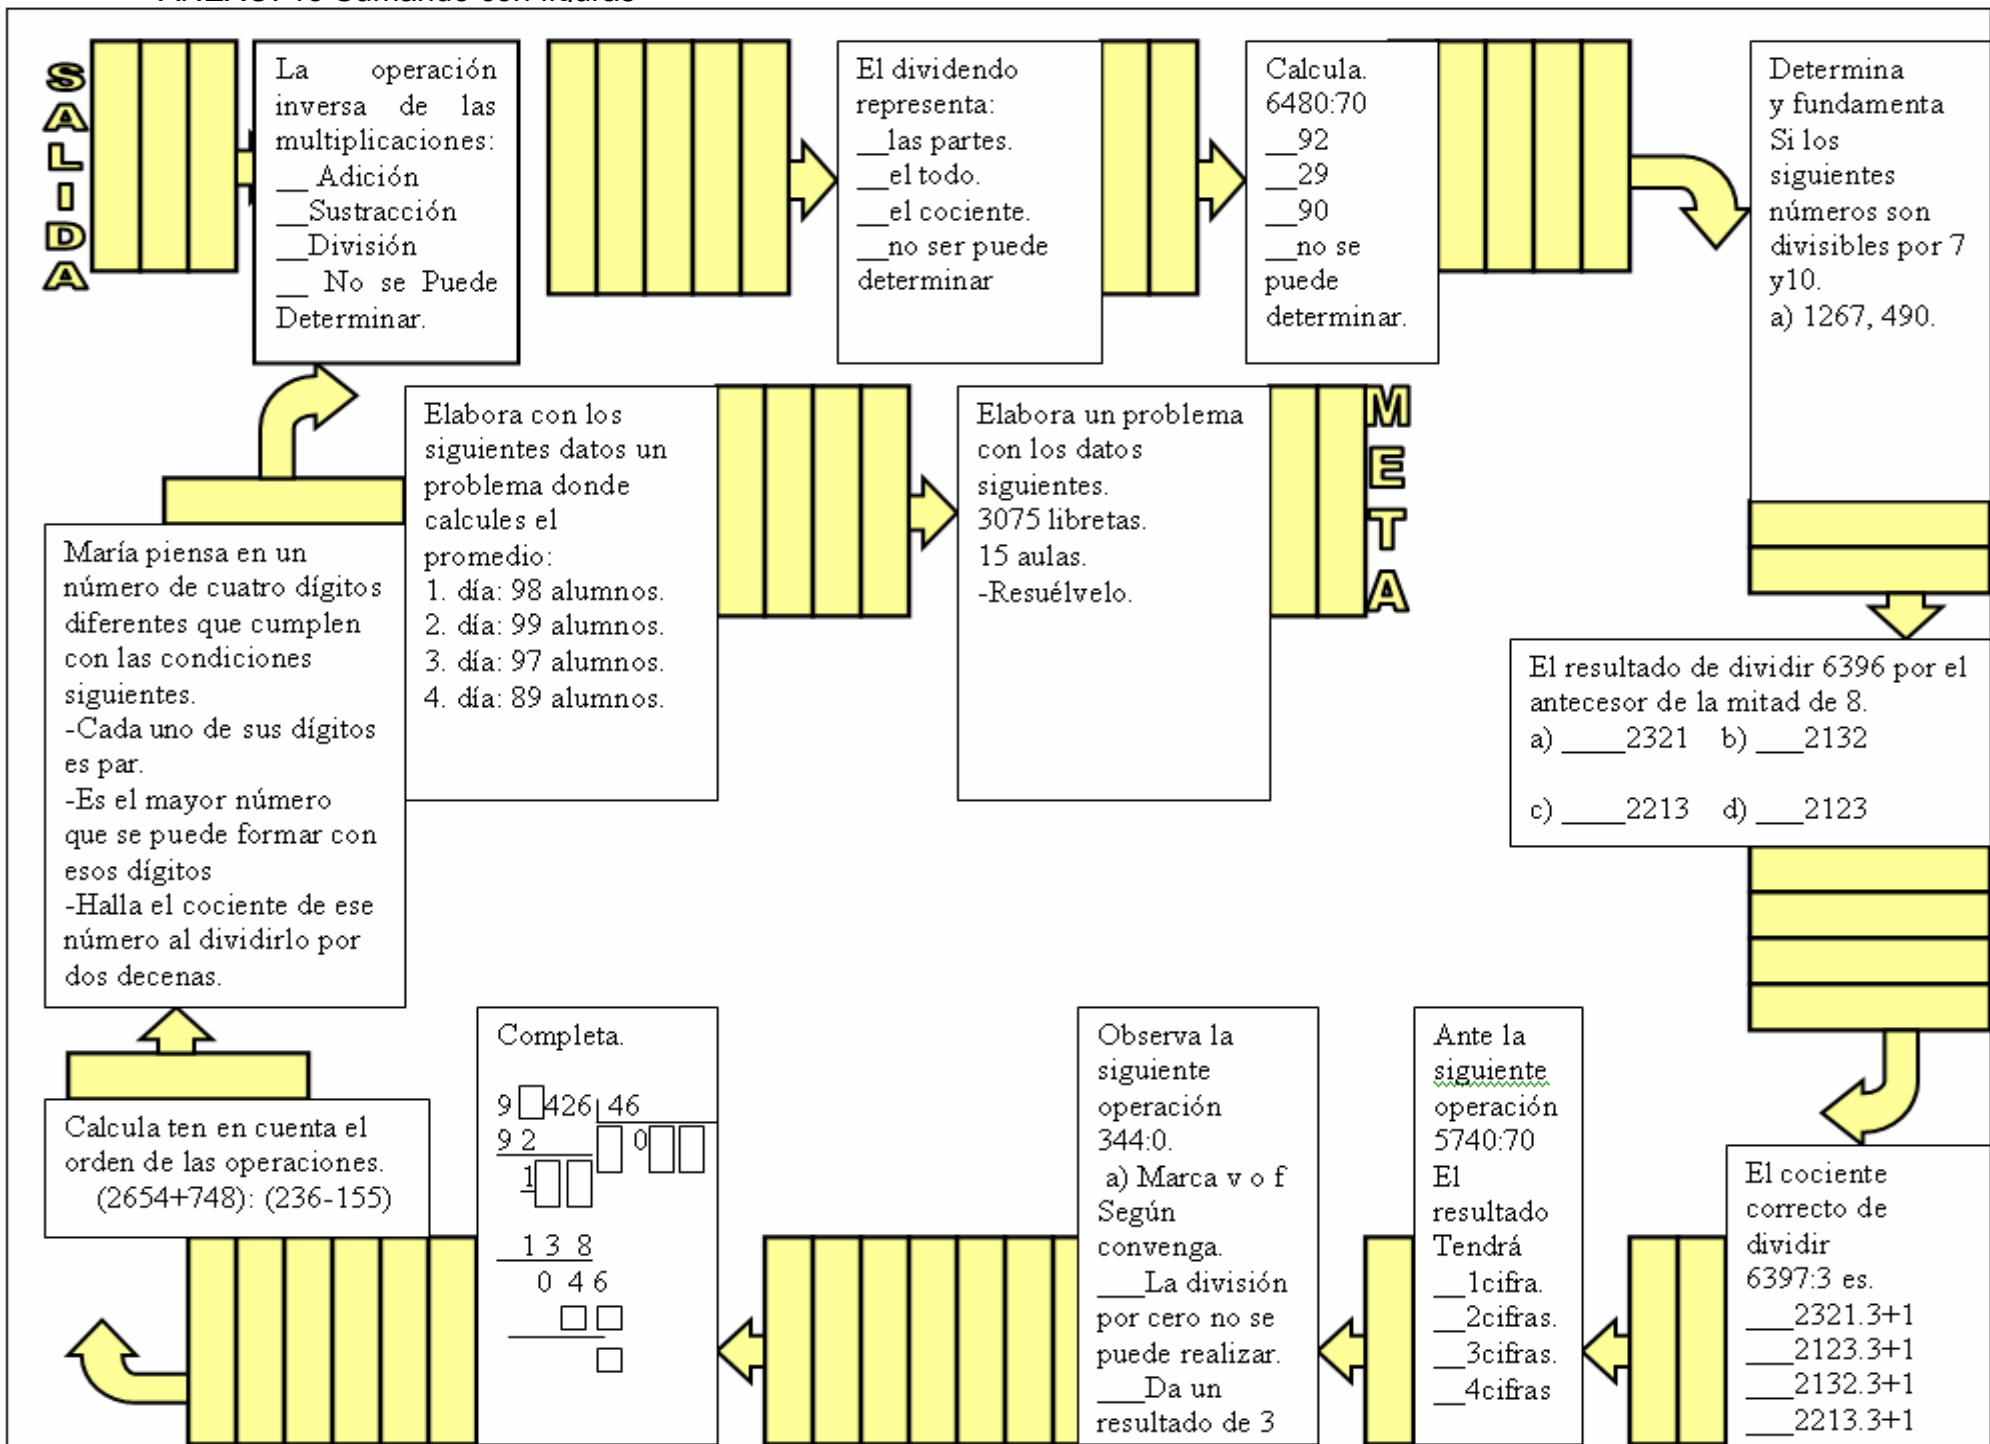 SALIDA
La operación
inversa de las
multiplicaciones:
__ Adición
__Sustracción
__División
__ No se Puede
Determinar.
El dividendo
representa:
__las partes.
__el todo.
__el cociente.
__no ser puede
determinar
Calcula.
6480:70
__92
__29
__90
__no se
puede
determinar.
Determina
y fundamenta
Si los
siguientes
números son
divisibles por 7
y10.
a) 1267, 490.
El resultado de dividir 6396 por el
antecesor de la mitad de 8.
a) ____2321 b) ___2132
c) ____2213 d) ___2123
El cociente
correcto de
dividir
6397:3 es.
___2321.3+1
___2123.3+1
___2132.3+1
___2213.3+1
Ante la
siguiente
operación
5740:70
El
resultado
Tendrá
__1cifra.
__2cifras.
__3cifras.
__4cifras
Observa la
siguiente
operación
344:0.
a) Marca v o f
Según
convenga.
___La división
por cero no se
puede realizar.
___Da un
resultado de 3
Completa.
9□426|46
92 □ 0□□
1□□
138
046
□□
□
Calcula ten en cuenta el
orden de las operaciones.
(2654+748): (236-155)
María piensa en un
número de cuatro dígitos
diferentes que cumplen
con las condiciones
siguientes.
-Cada uno de sus dígitos
es par.
-Es el mayor número
que se puede formar con
esos dígitos
-Halla el cociente de ese
número al dividirlo por
dos decenas.
Elabora con los
siguientes datos un
problema donde
calcules el
promedio:
1. día: 98 alumnos.
2. día: 99 alumnos.
3. día: 97 alumnos.
4. día: 89 alumnos.
Elabora un problema
con los datos
siguientes.
3075 libretas.
15 aulas.
-Resuélvelo.
META